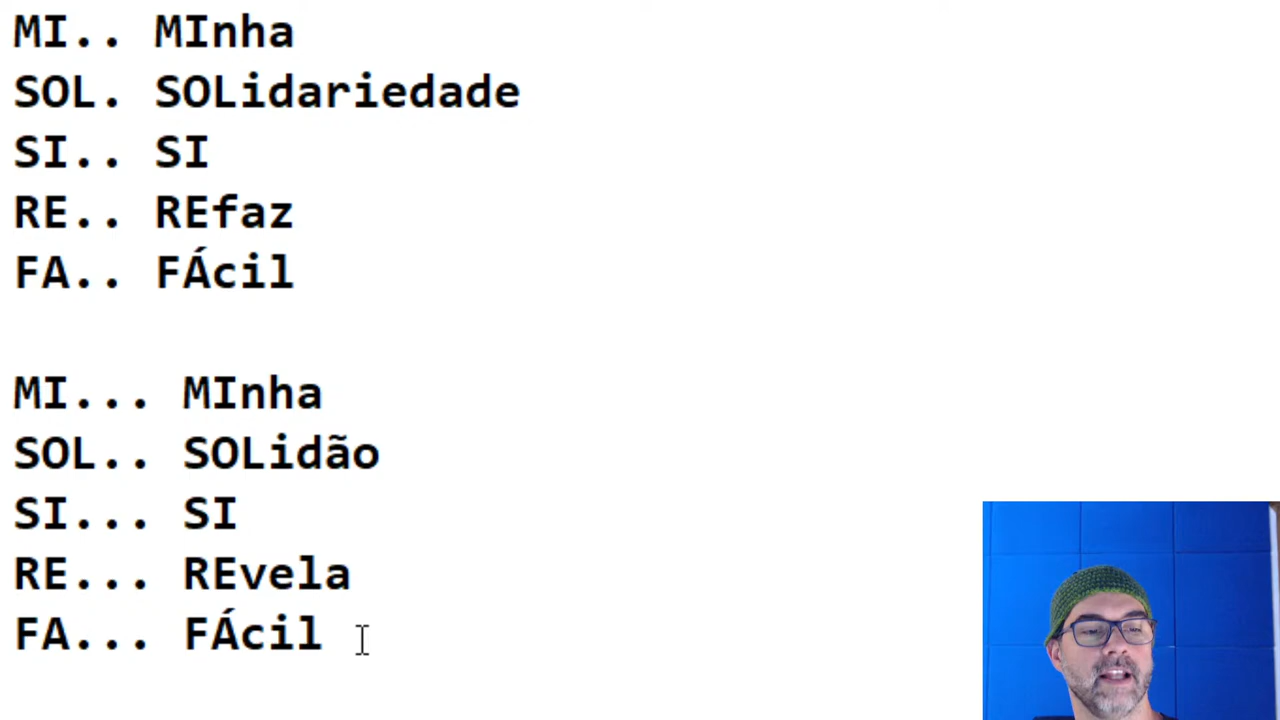 MI.. MInha
SOL. SOLidariedade
SI.. SI
RE.. REfaz
FA.. FÁcil
MI... MInha
SOL.. SOLidão
SI... SI
RE... REvela
FA... FÁcil